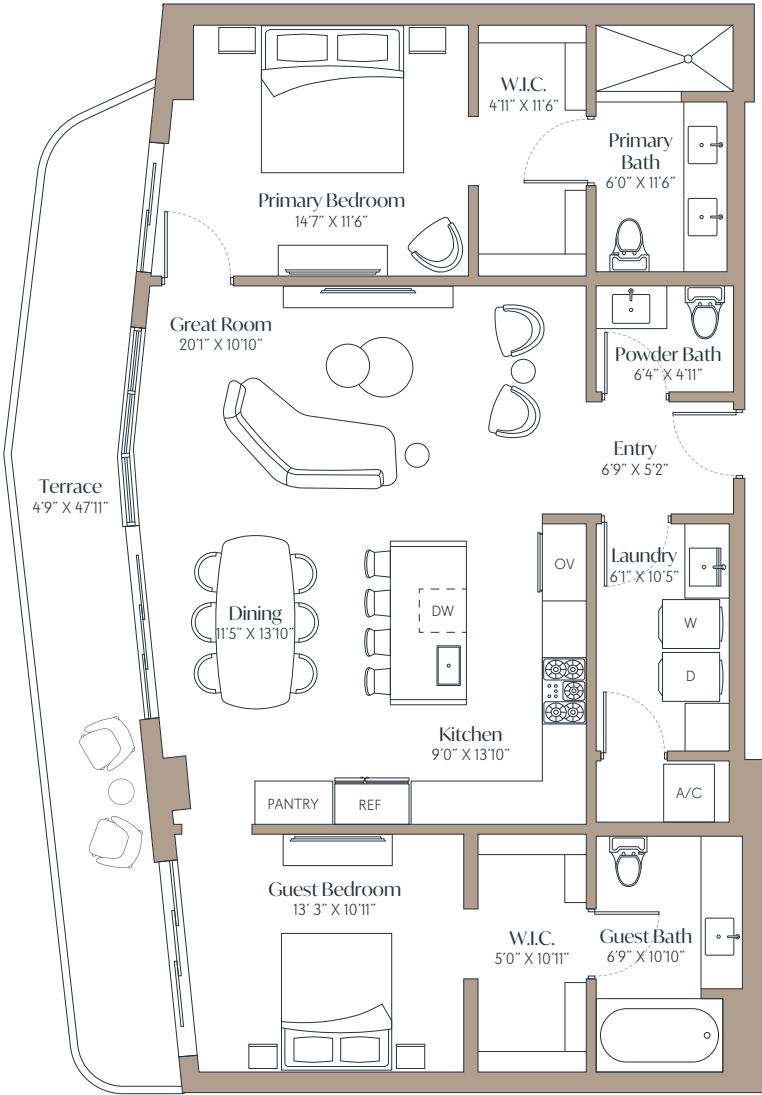 W.I.C.
4'11" X 11'6"
Primary
Bath
6'0" X 11'6"
Primary Bedroom
14'7" X 11'6"
Great Room
20'1" X 10'10"
Powder Bath
6'4" X 4'11"
Entry
6'9" X 5'2"
Terrace
4'9" X 47'11"
Laundry
6'1" X 10'5"
OV
DW
W
Dining
11'5" X 13'10"
D
Kitchen
9'0" X 13'10"
A/C
PANTRY
REF
Guest Bedroom
13' 3" X 10'11"
W.I.C.
5'0" X 10'11"
Guest Bath
6'9" X 10'10"